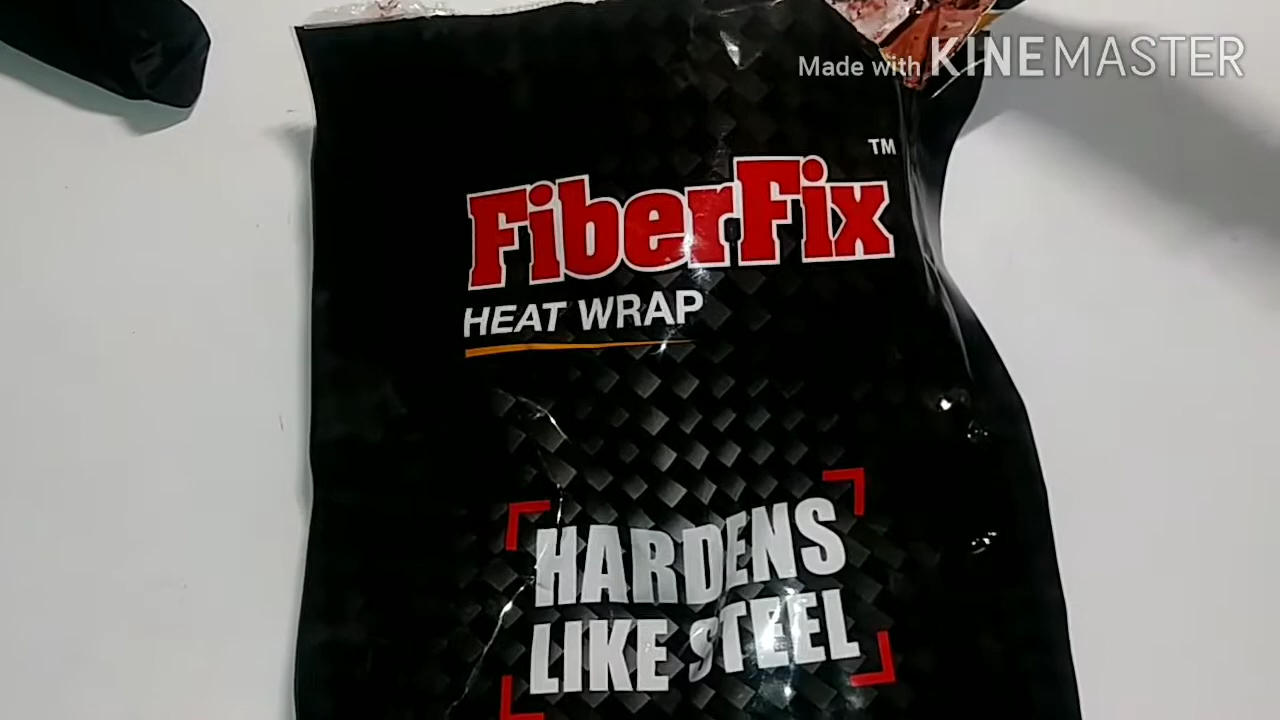 Made with KINEMASTER
FiberFix™
HEAT WRAP
HARDENS
LIKE STEEL